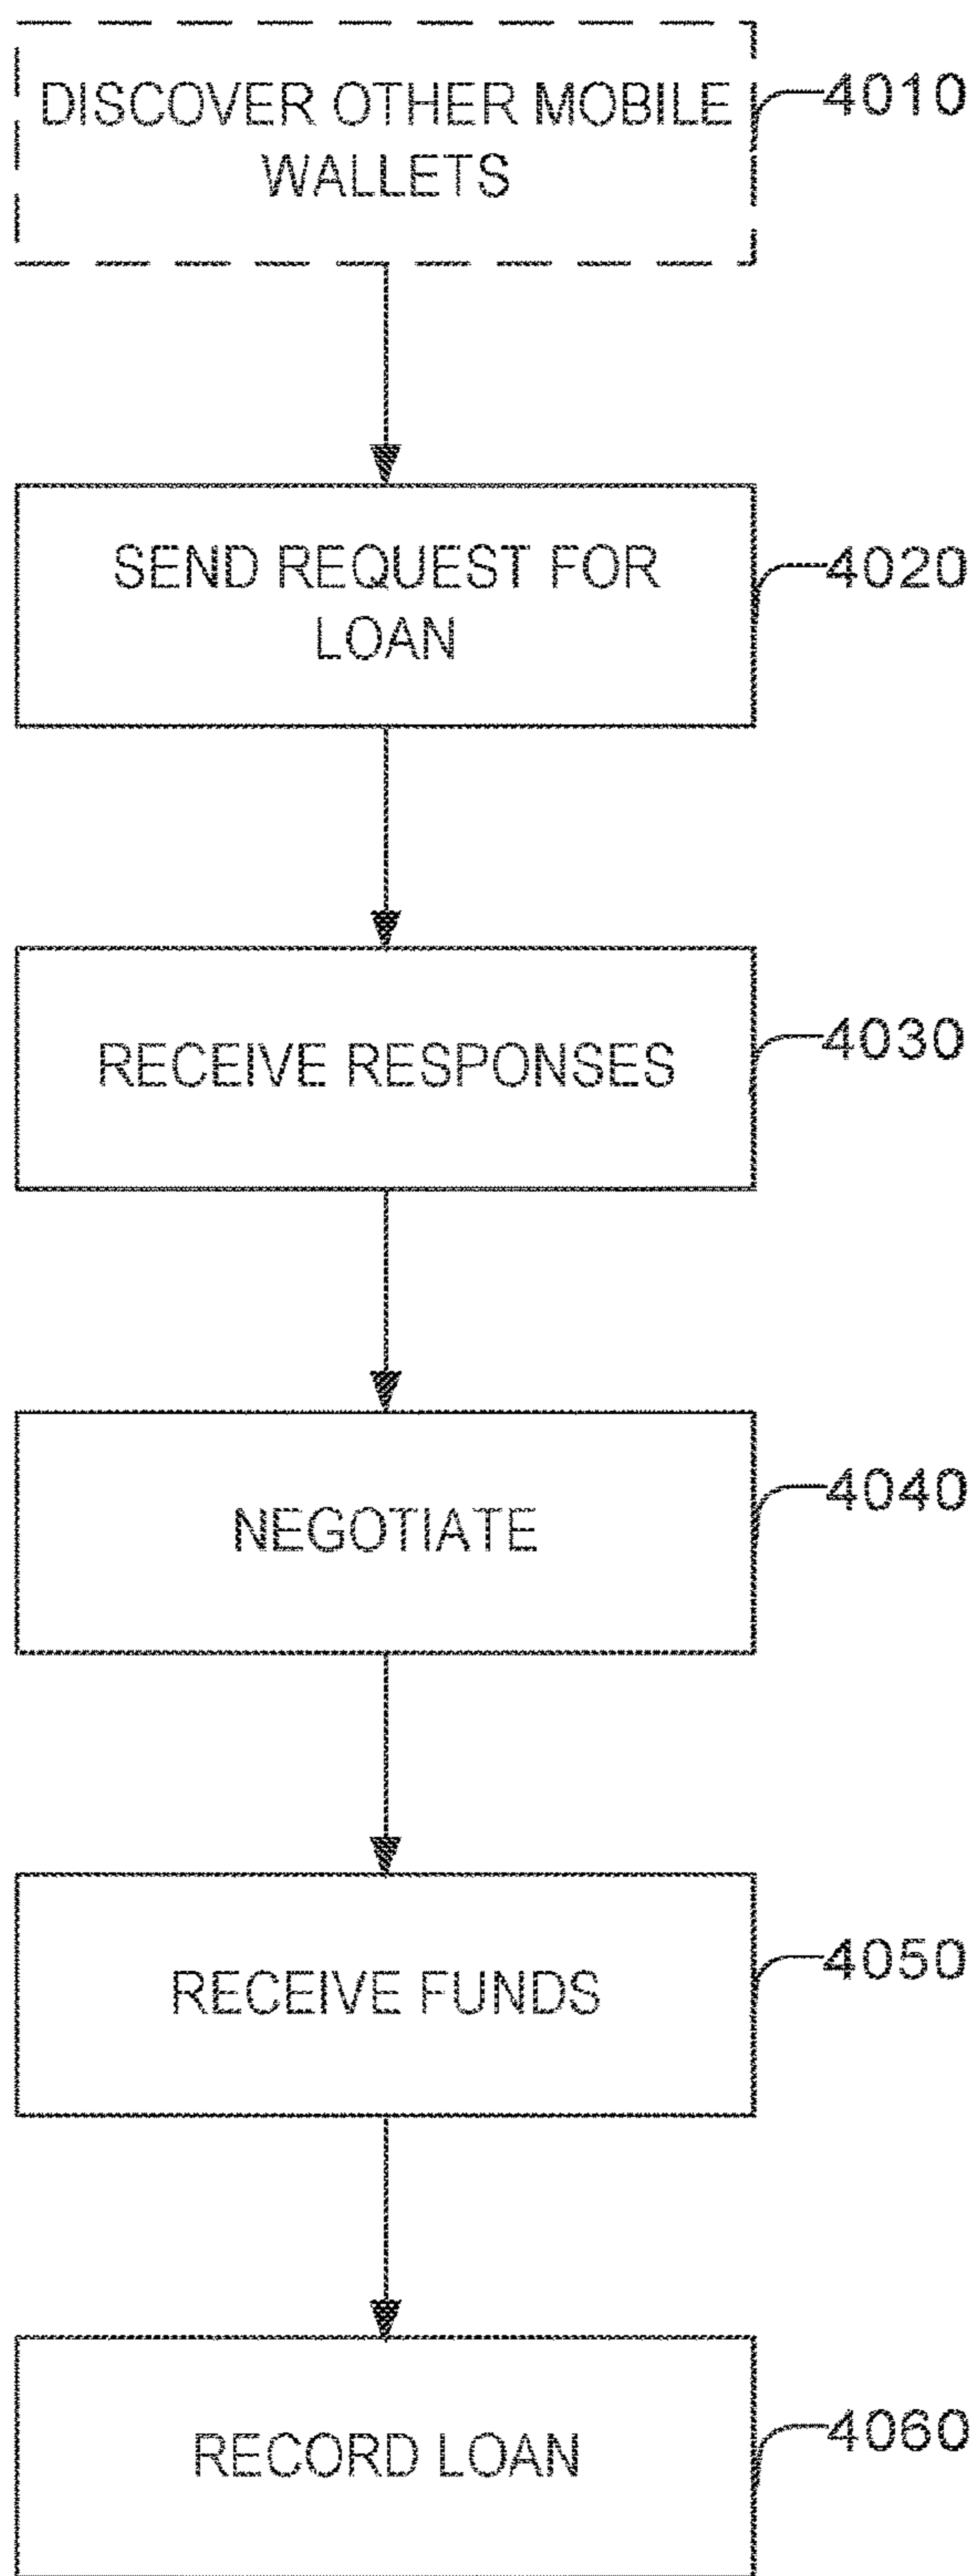 DISCOVER OTHER MOBILE
WALLETS
4010
SEND REQUEST FOR
LOAN
4020
RECEIVE RESPONSES
4030
NEGOTIATE
4040
RECEIVE FUNDS
4050
RECORD LOAN
4060